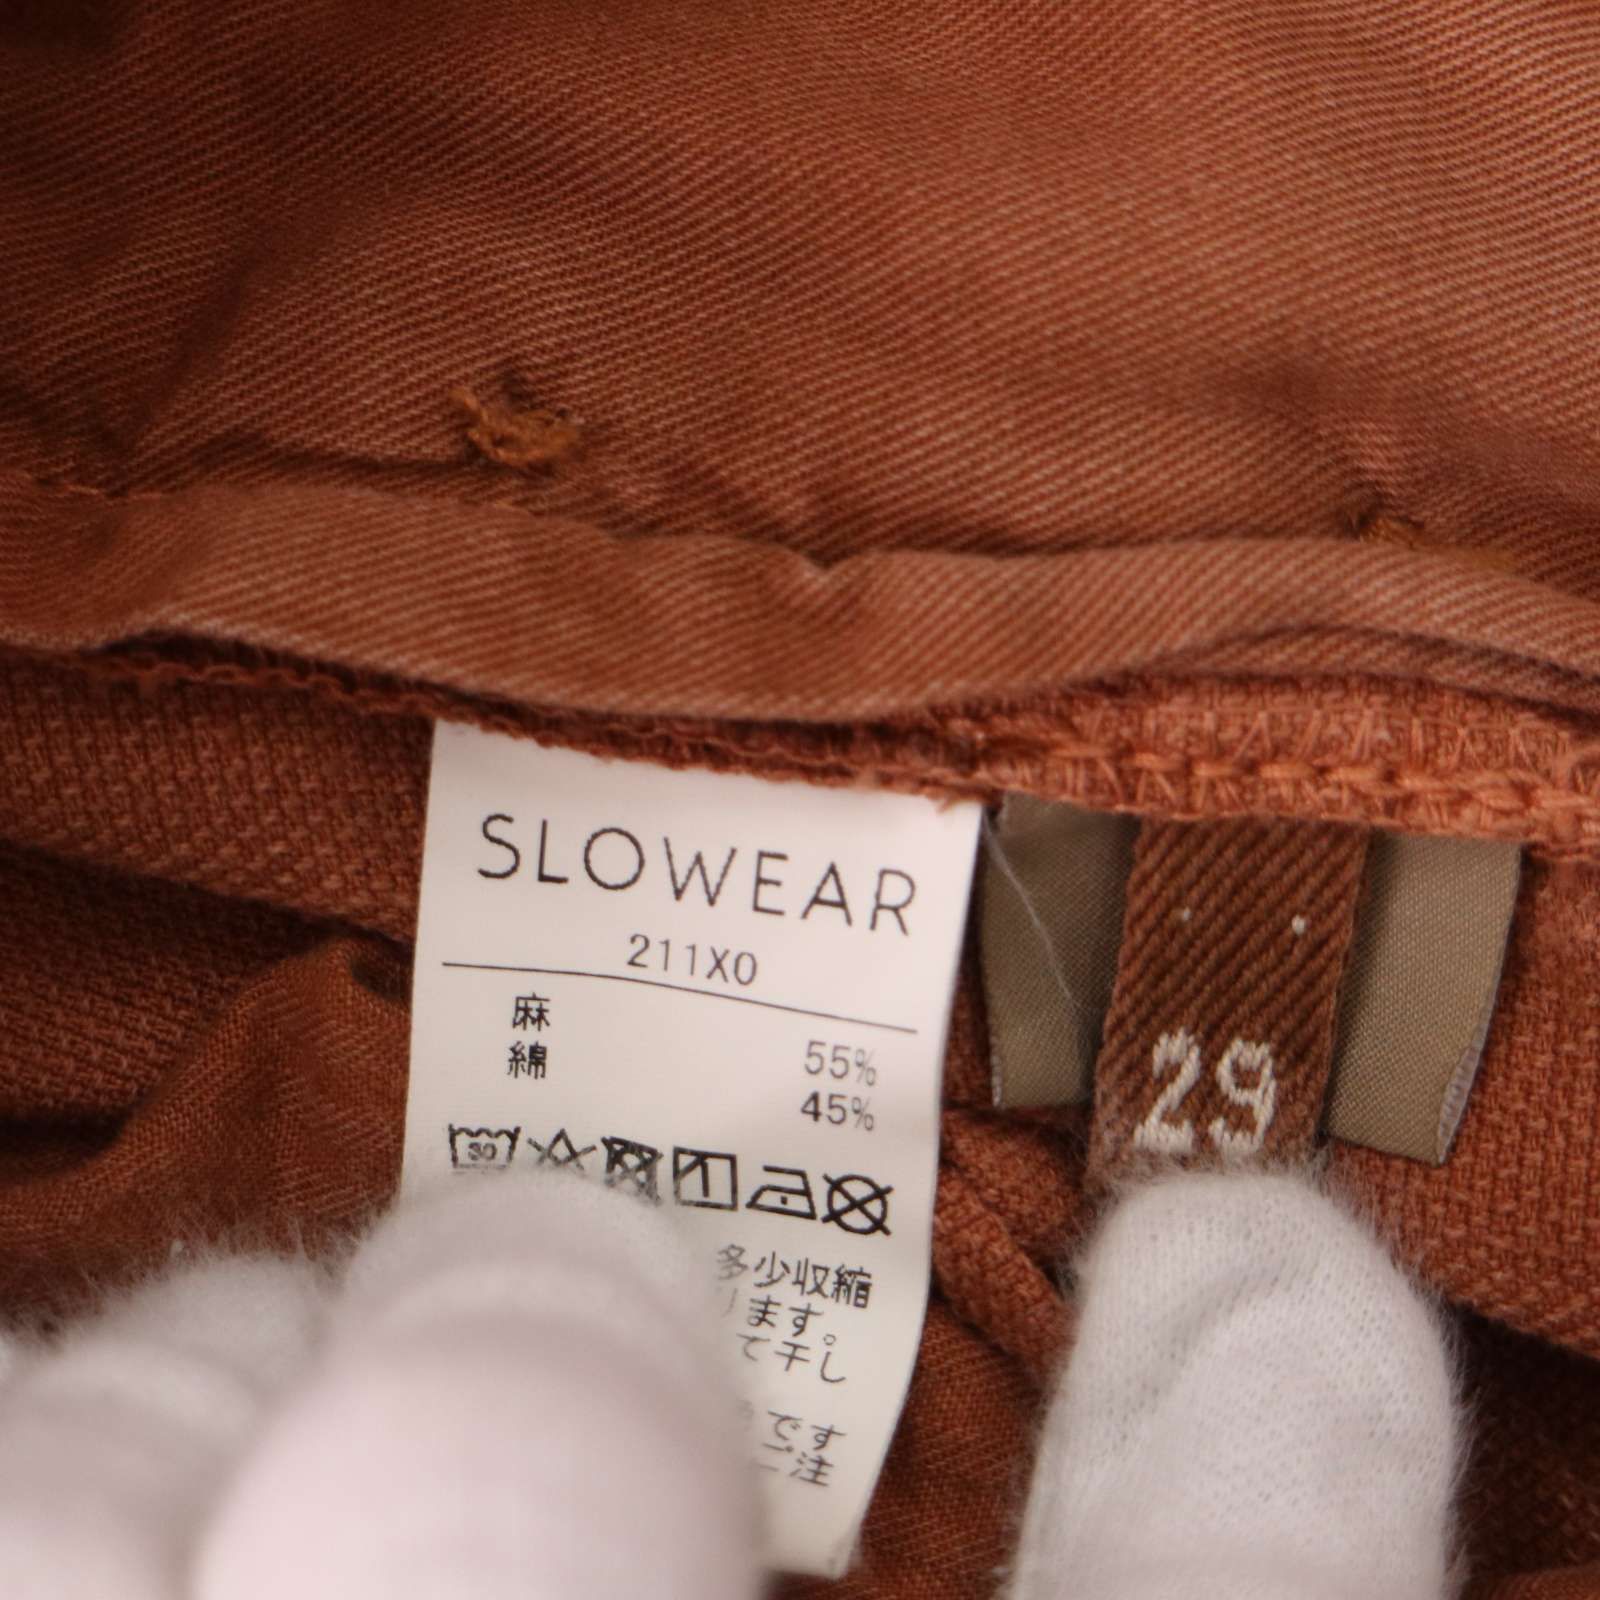 SLOWEAR
211X0
麻 55%
綿 45%
30
多少収縮
ります。
て干し
です
ご注
29